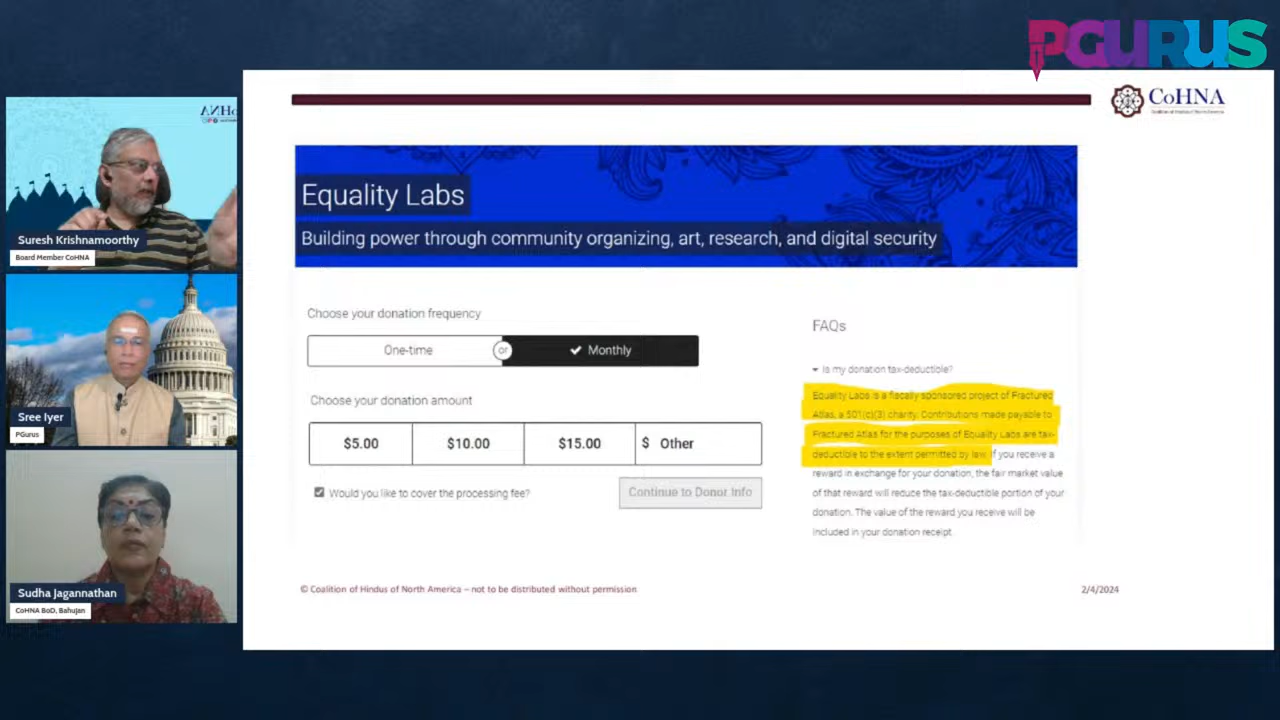 PGURUS
CoHNA
CoHNA
Suresh Krishnamoorthy
Board Member CoHNA
Sree Iyer
PGurus
Sudha Jagannathan
CoHNA BoD, Bahujan
Equality Labs
Building power through community organizing, art, research, and digital security
Choose your donation frequency
One-time
or
Monthly
Choose your donation amount
$5.00
$10.00
$15.00
$ Other
Would you like to cover the processing fee?
Continue to Donor Info
FAQs
Is my donation tax-deductible?
Equality Labs is a fiscally sponsored project of Fractured
Atlas, a 501(c)(3) charity. Contributions made payable to
Fractured Atlas for the purposes of Equality Labs are tax-
deductible to the extent permitted by law. If you receive a
reward in exchange for your donation, the fair market value
of that reward will reduce the tax-deductible portion of your
donation. The value of the reward you receive will be
included in your donation receipt.
© Coalition of Hindus of North America – not to be distributed without permission
2/4/2024